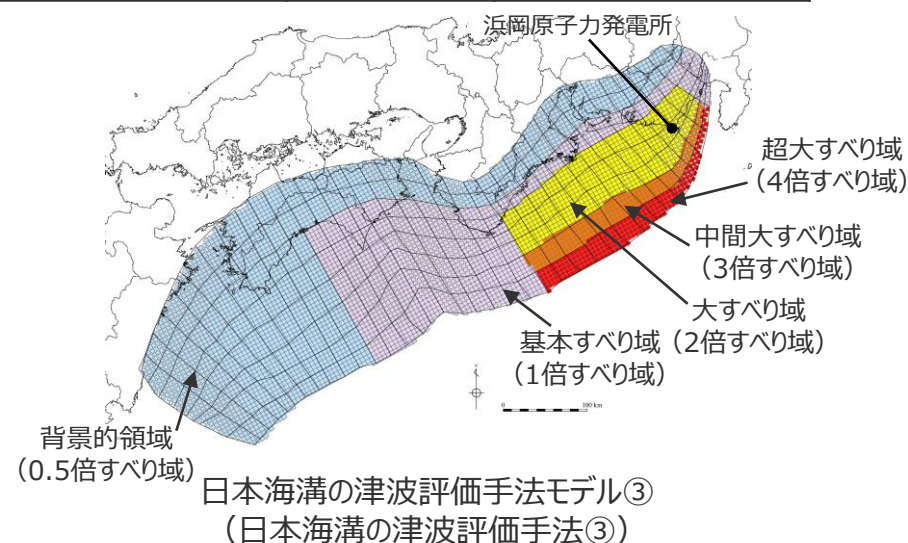 浜岡原子力発電所
超大すべり域
（4倍すべり域）
中間大すべり域
（3倍すべり域）
大すべり域
（2倍すべり域）
基本すべり域
（1倍すべり域）
背景的領域
（0.5倍すべり域）
0
100 km
日本海溝の津波評価手法モデル③
（日本海溝の津波評価手法③）